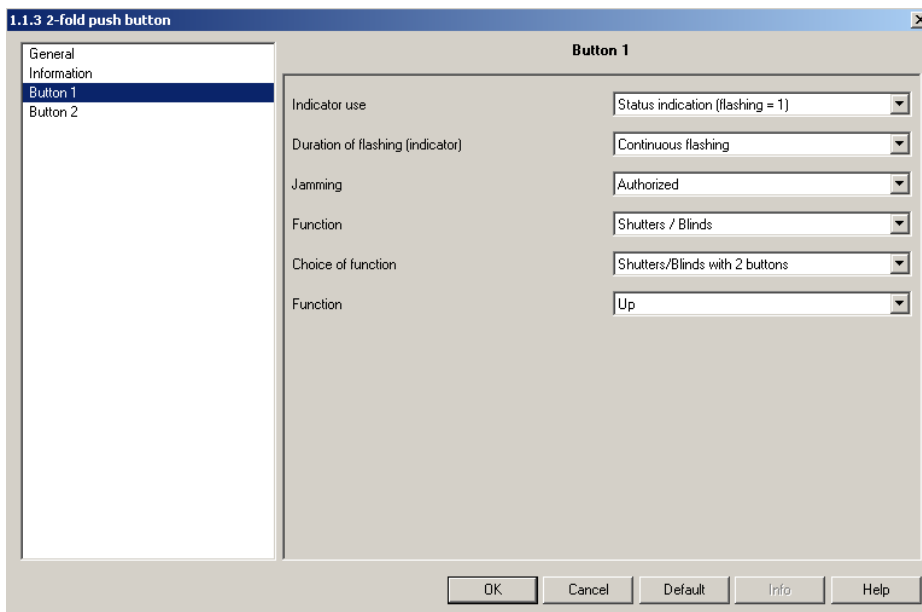 1.1.3 2-fold push button
General
Information
Button 1
Button 2
Button 1
Indicator use Status indication (flashing = 1)
Duration of flashing (indicator) Continuous flashing
Jamming Authorized
Function Shutters / Blinds
Choice of function Shutters/Blinds with 2 buttons
Function Up
OK Cancel Default Info Help